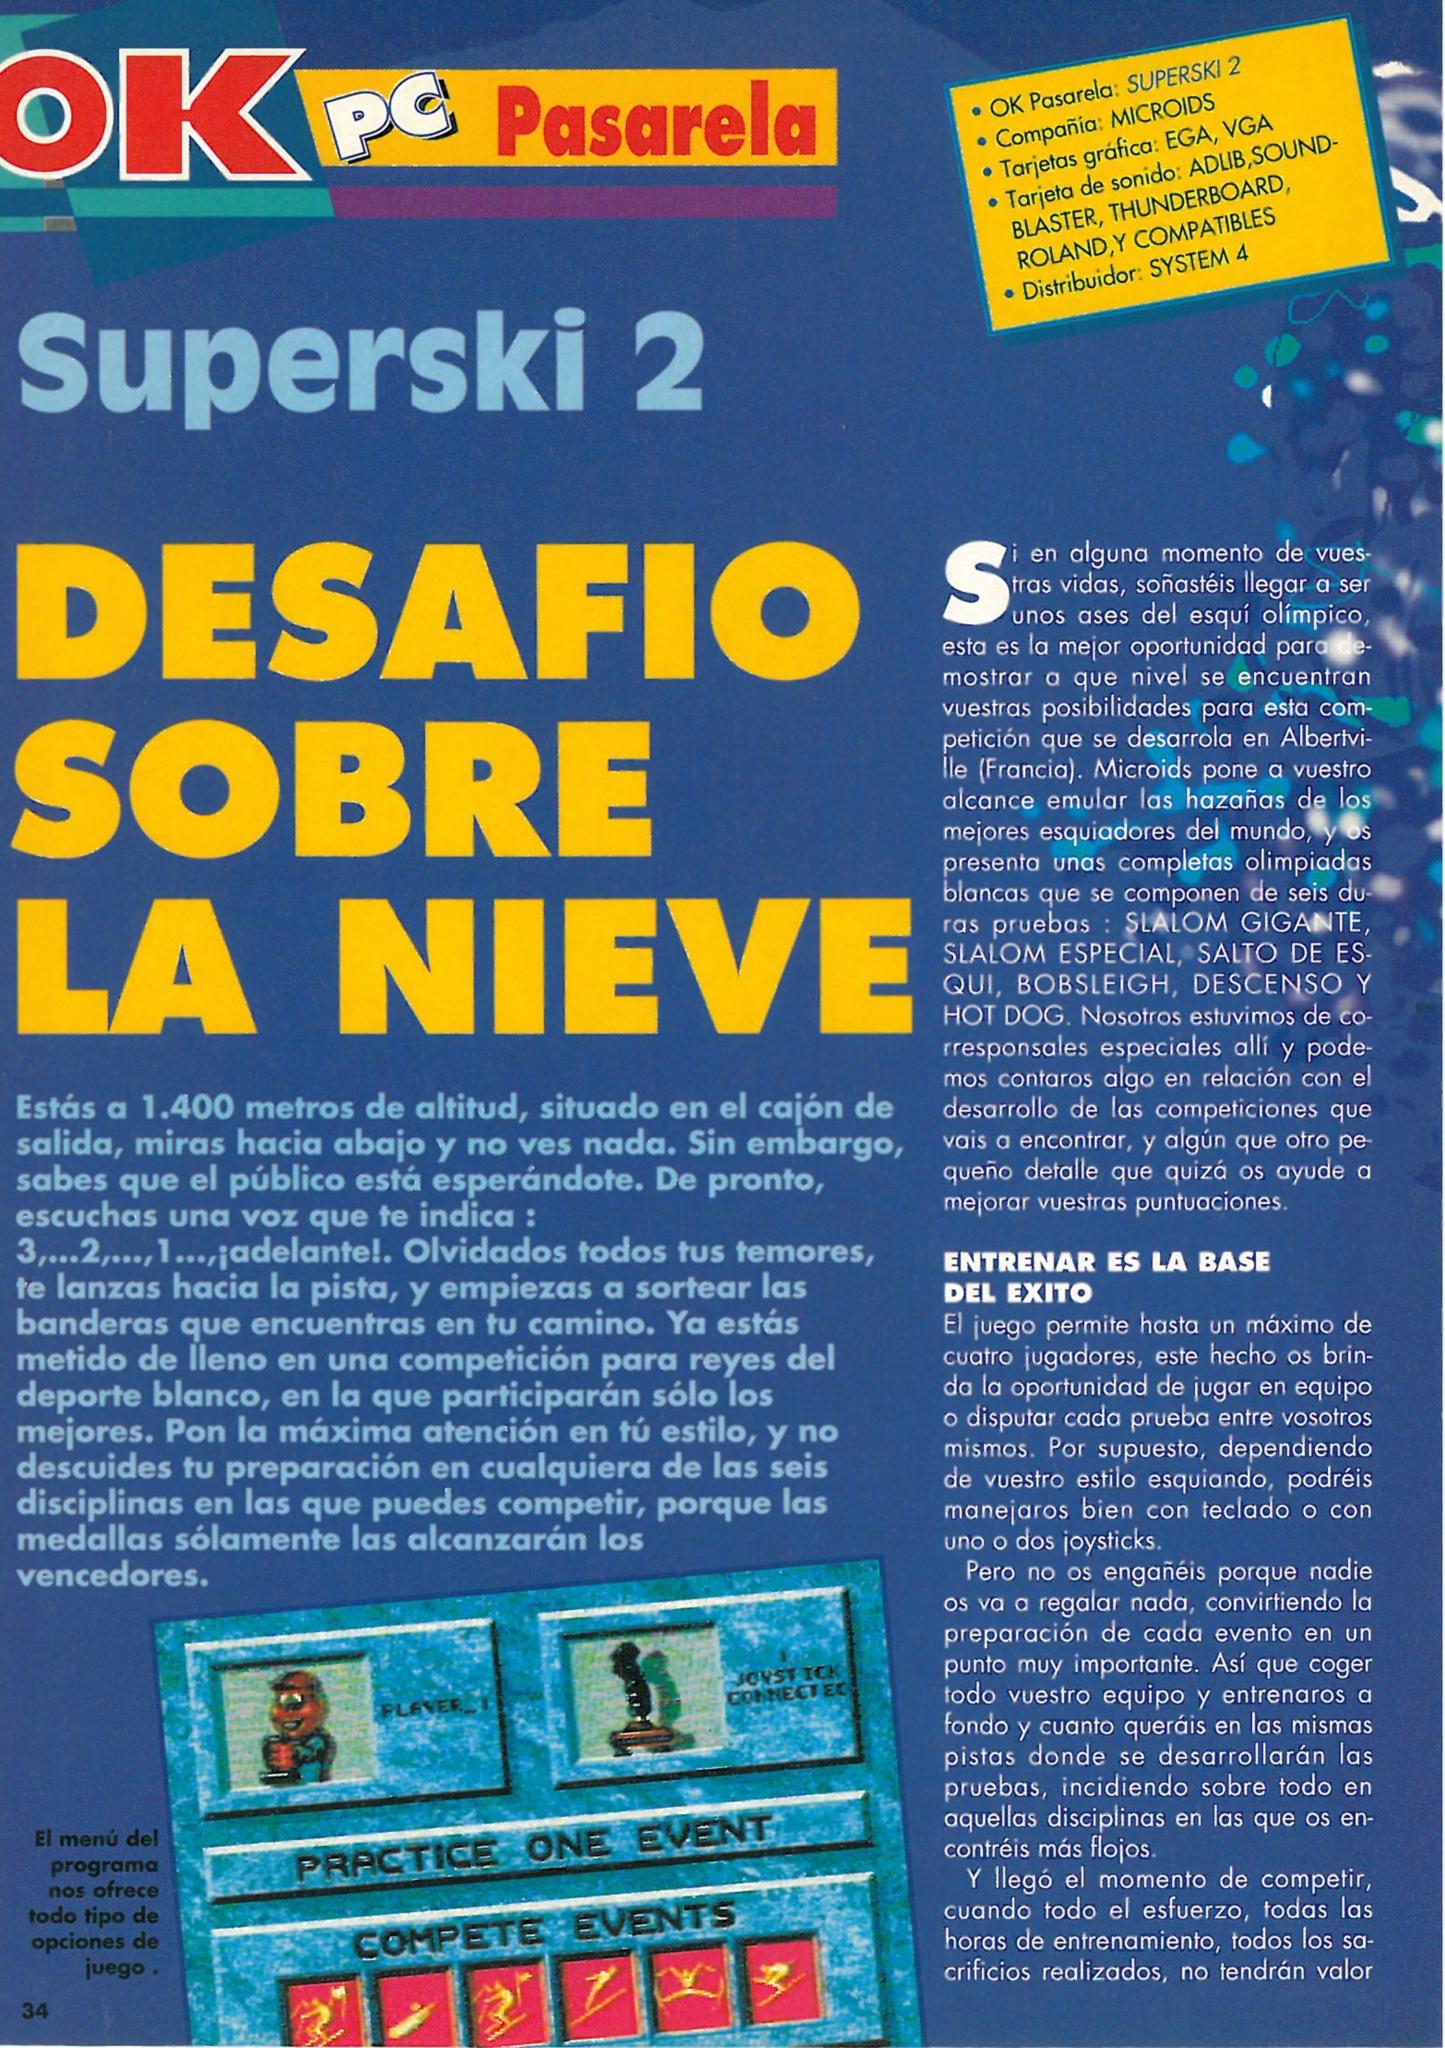 OK PC Pasarela
• OK Pasarela: SUPERSKI 2
• Compañía: MICROIDS
• Tarjetas gráfica: EGA, VGA
• Tarjeta de sonido: ADLIB,SOUND-
BLASTER, THUNDERBOARD,
ROLAND,Y COMPATIBLES
• Distribuidor: SYSTEM 4
Superski 2
DESAFIO
SOBRE
LA NIEVE
Estás a 1.400 metros de altitud, situado en el cajón de
salida, miras hacia abajo y no ves nada. Sin embargo,
sabes que el público está esperándote. De pronto,
escuchas una voz que te indica :
3,...2,...,1...,¡adelante!. Olvidados todos tus temores,
te lanzas hacia la pista, y empiezas a sortear las
banderas que encuentras en tu camino. Ya estás
metido de lleno en una competición para reyes del
deporte blanco, en la que participarán sólo los
mejores. Pon la máxima atención en tú estilo, y no
descuides tu preparación en cualquiera de las seis
disciplinas en las que puedes competir, porque las
medallas sólamente las alcanzarán los
vencedores.
PLAYER_1
1
JOYSTICK
CONNECTED
PRACTICE ONE EVENT
COMPETE EVENTS
El menú del
programa
nos ofrece
todo tipo de
opciones de
juego .
34
Si en alguna momento de vues-
tras vidas, soñastéis llegar a ser
unos ases del esquí olímpico,
esta es la mejor oportunidad para de-
mostrar a que nivel se encuentran
vuestras posibilidades para esta com-
petición que se desarrola en Albertvi-
lle (Francia). Microids pone a vuestro
alcance emular las hazañas de los
mejores esquiadores del mundo, y os
presenta unas completas olimpiadas
blancas que se componen de seis du-
ras pruebas : SLALOM GIGANTE,
SLALOM ESPECIAL, SALTO DE ES-
QUI, BOBSLEIGH, DESCENSO Y
HOT DOG. Nosotros estuvimos de co-
rresponsales especiales allí y pode-
mos contaros algo en relación con el
desarrollo de las competiciones que
vais a encontrar, y algún que otro pe-
queño detalle que quizá os ayude a
mejorar vuestras puntuaciones.
ENTRENAR ES LA BASE
DEL EXITO
El juego permite hasta un máximo de
cuatro jugadores, este hecho os brin-
da la oportunidad de jugar en equipo
o disputar cada prueba entre vosotros
mismos. Por supuesto, dependiendo
de vuestro estilo esquiando, podréis
manejaros bien con teclado o con
uno o dos joysticks.
Pero no os engañéis porque nadie
os va a regalar nada, convirtiendo la
preparación de cada evento en un
punto muy importante. Así que coger
todo vuestro equipo y entrenaros a
fondo y cuanto queráis en las mismas
pistas donde se desarrollarán las
pruebas, incidiendo sobre todo en
aquellas disciplinas en las que os en-
contréis más flojos.
Y llegó el momento de competir,
cuando todo el esfuerzo, todas las
horas de entrenamiento, todos los sa-
crificios realizados, no tendrán valor